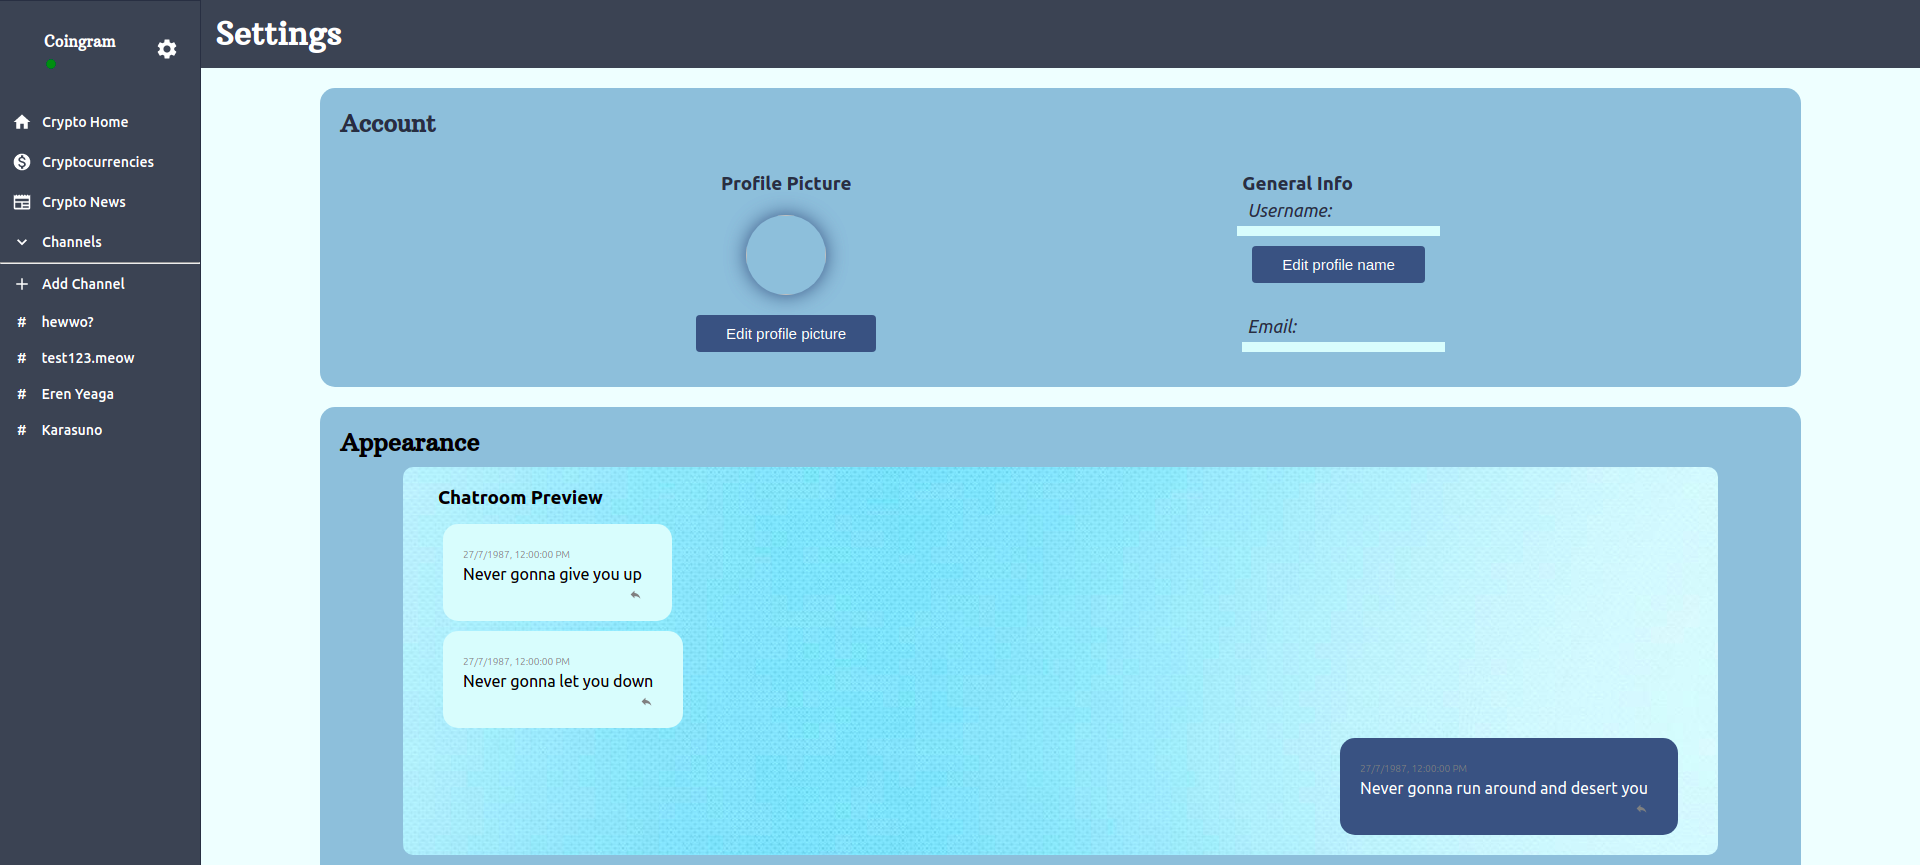 Coingram
Settings
Crypto Home
Cryptocurrencies
Crypto News
Channels
Add Channel
# hewwo?
# test123.meow
# Eren Yeaga
# Karasuno
Account
Profile Picture
Edit profile picture
General Info
Username:
Edit profile name
Email:
Appearance
Chatroom Preview
27/7/1987, 12:00:00 PM
Never gonna give you up
27/7/1987, 12:00:00 PM
Never gonna let you down
27/7/1987, 12:00:00 PM
Never gonna run around and desert you